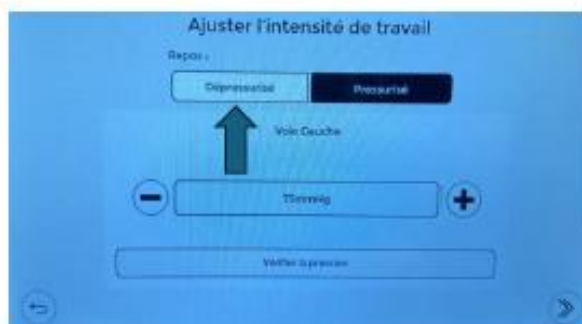 Ajuster l'intensité de travail
Repos :
Dépressurisé Pressurisé
Voie Gauche
75mmHg
Vérifier la pression